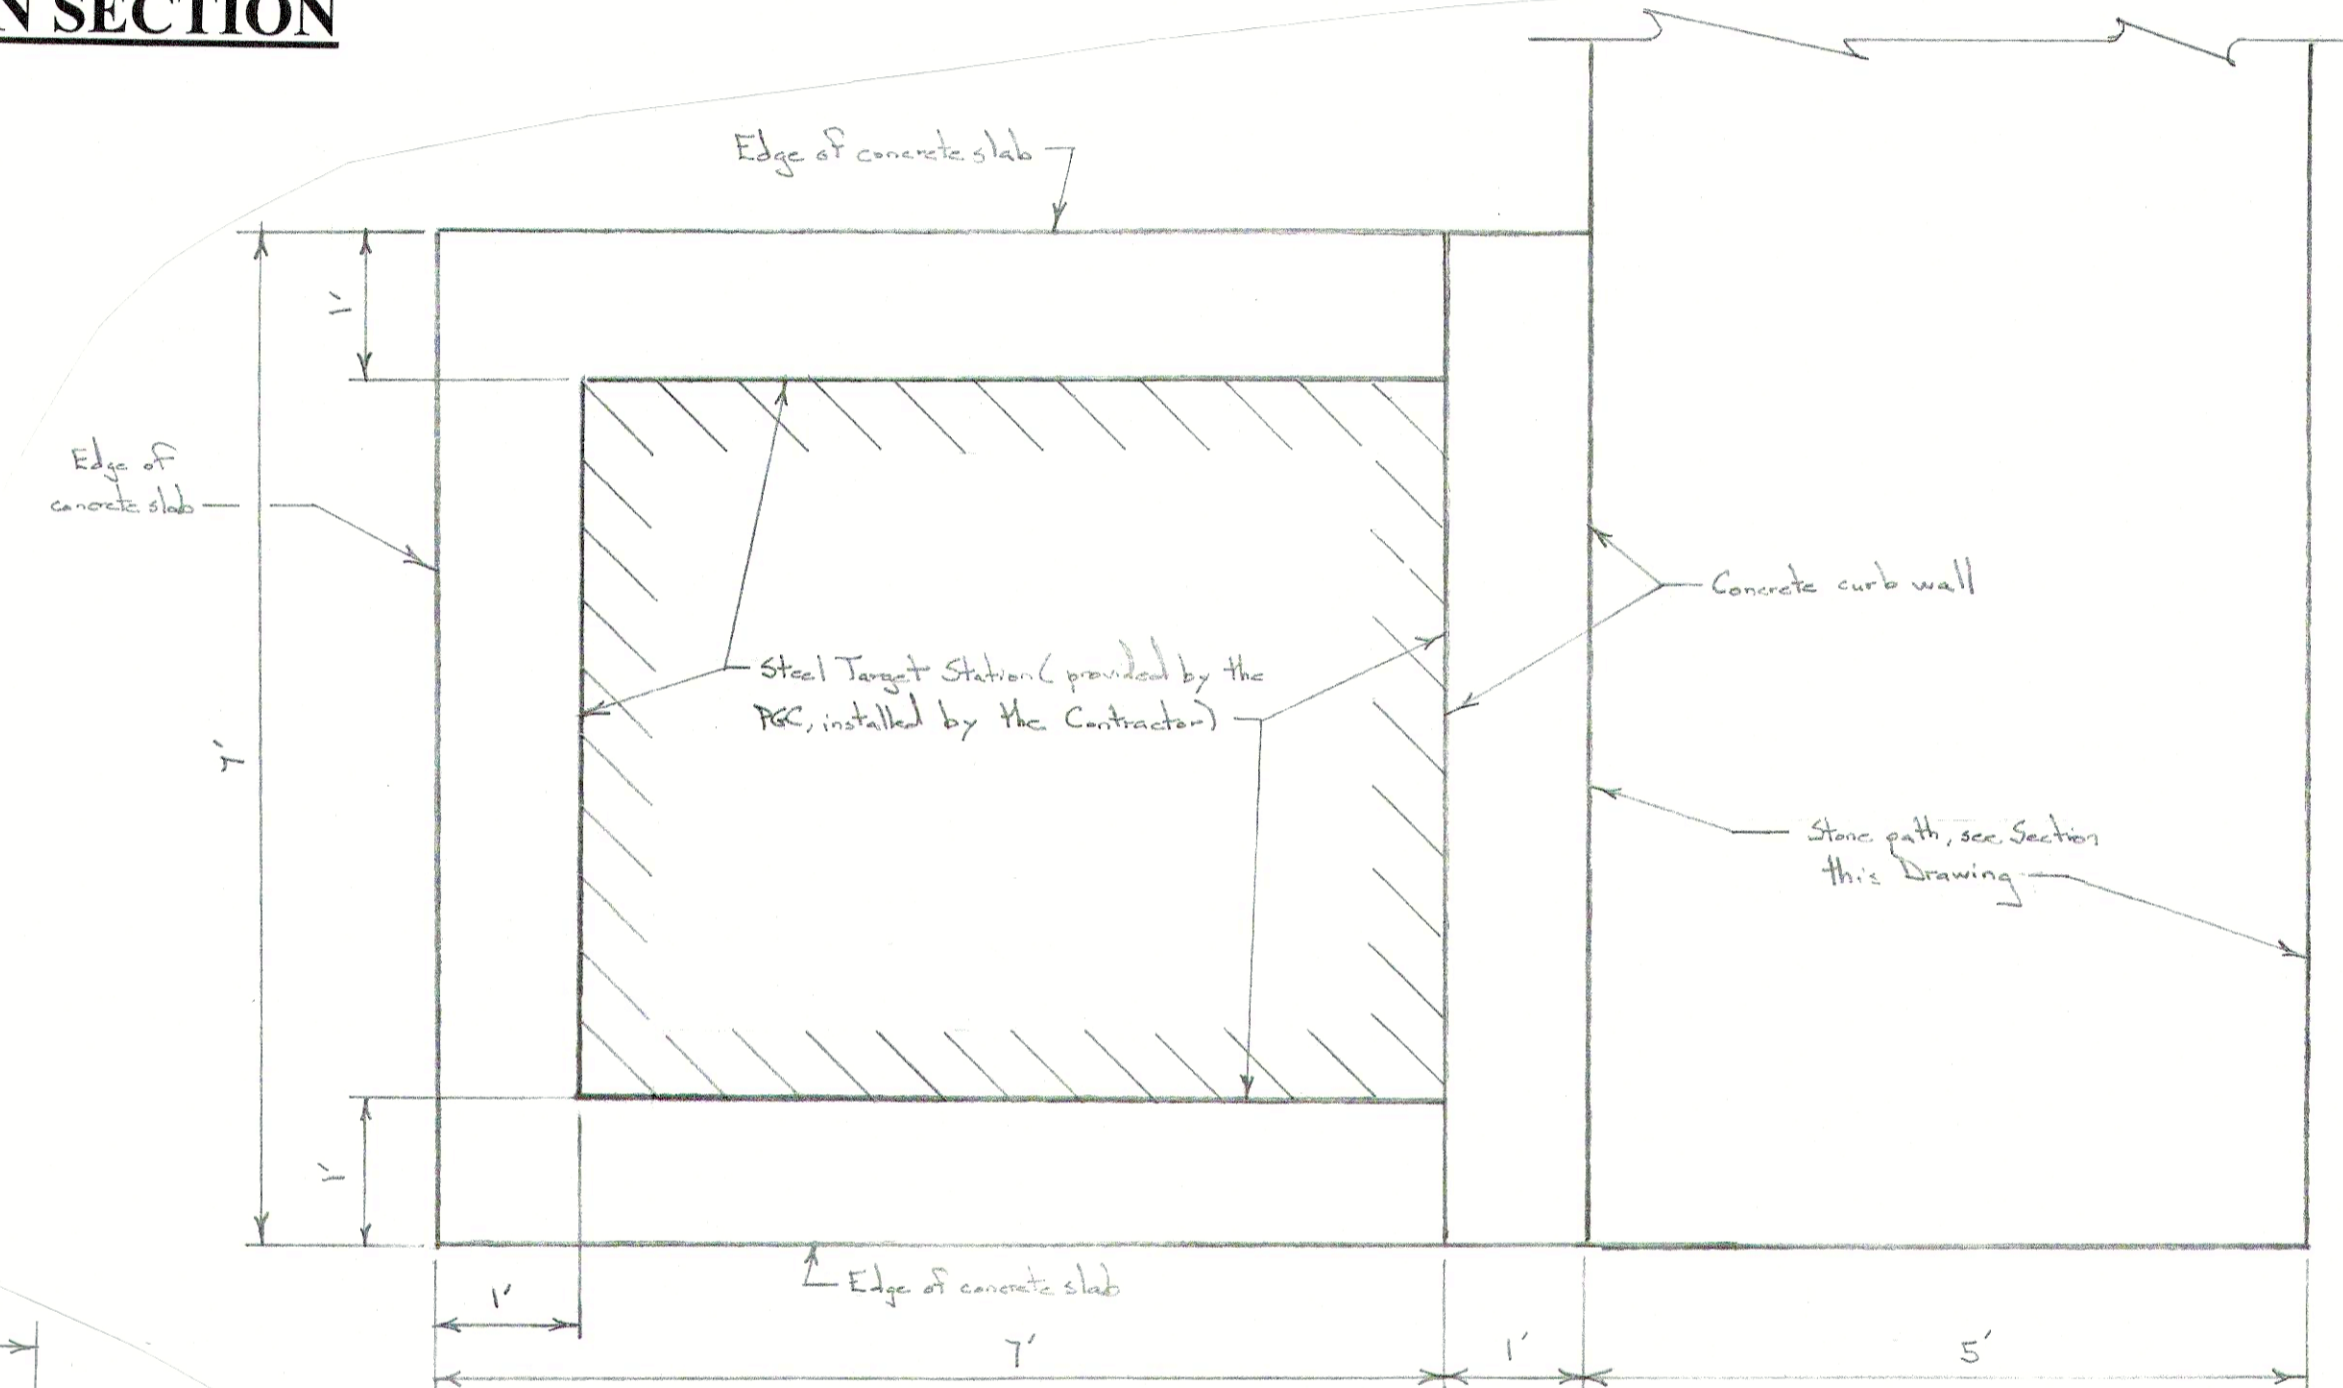 N SECTION
Edge of concrete slab
1'
Edge of
concrete slab
Concrete curb wall
Steel Target Station (provided by the
PGC, installed by the Contractor)
7'
Stone path, see Section
this Drawing
1'
Edge of concrete slab
1'
7'
1'
5'